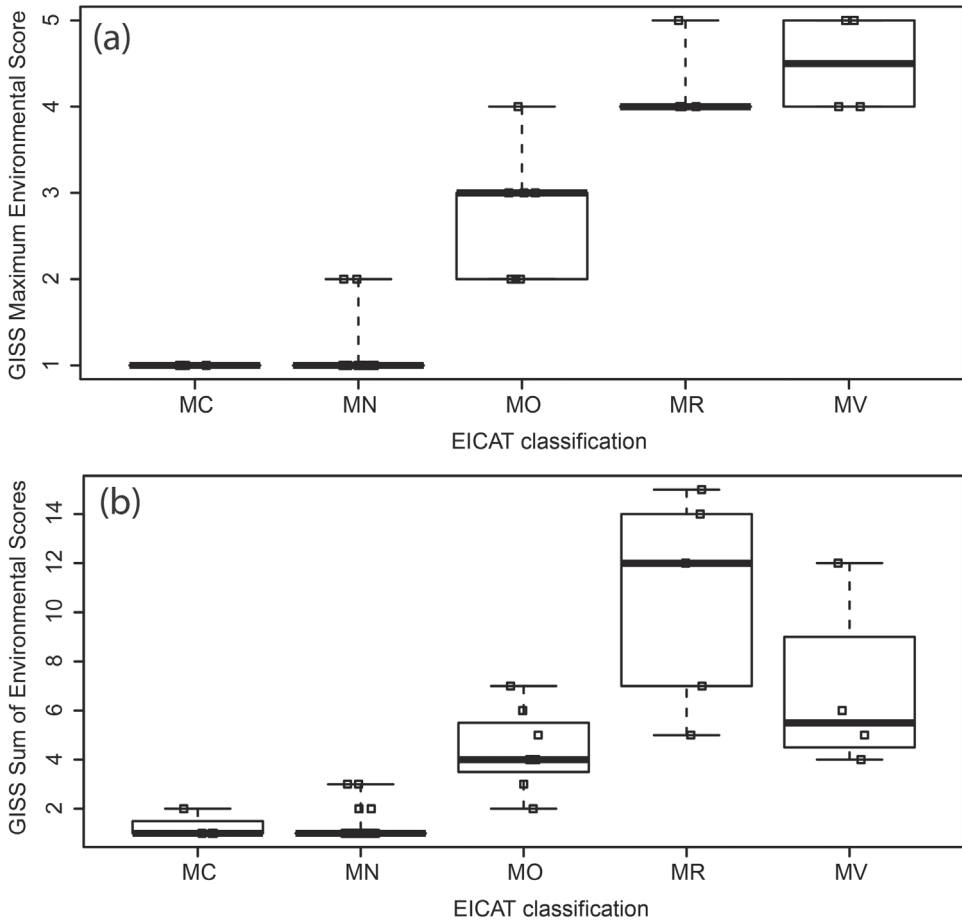 (a)
GISS Maximum Environmental Score
5
4
3
2
1
MC MN MO MR MV
EICAT classification
(b)
GISS Sum of Environmental Scores
14
12
10
8
6
4
2
MC MN MO MR MV
EICAT classification